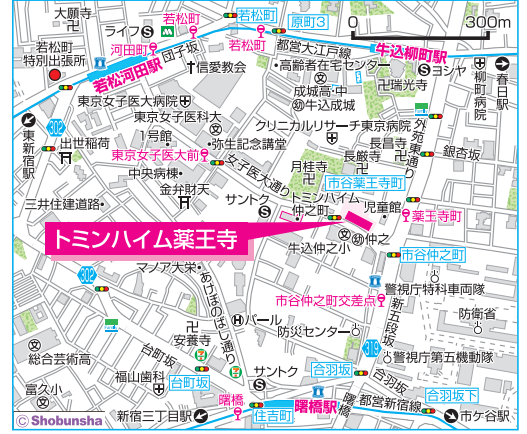 大願寺
ライフ
若松町
若松町
原町3
0 300m
若松町
特別出張所
河田町
団子坂
若松町
都営大江戸線
牛込柳町駅
若松河田駅
信愛教会
高齢者在宅センター
ヨシヤ
柳町病院
春日駅
東京女子医大病院
成城高・中
幼牛込成城
瑞光寺
302
東京女子医科大
クリニカルリサーチ東京病院
外苑東通り
東新宿駅
出世稲荷
1号館
弥生記念講堂
長昌寺
東京女子医大前
女子医大通り
月桂寺
長厳寺
銀杏坂
中央病棟
市谷薬王寺町
金弁財天
トミンハイム
三井住建道路
サントク
仲之町
児童館
薬王寺町
トミンハイム薬王寺
文幼仲之
牛込仲之小
市谷仲之町
302
マノア大栄
あけぼのばし通り
警視庁特科車両隊
市谷仲之町交差点
新五段坂
防衛省
パール
防災センター
安養寺
319
総合芸術高
台町坂
警視庁第五機動隊
サントク
合羽坂
合羽坂
福山歯科
台町坂
富久小
曙橋
曙橋駅
曙橋
合羽坂下
© Shobunsha
新宿三丁目駅
住吉町
都営新宿線
市ケ谷駅